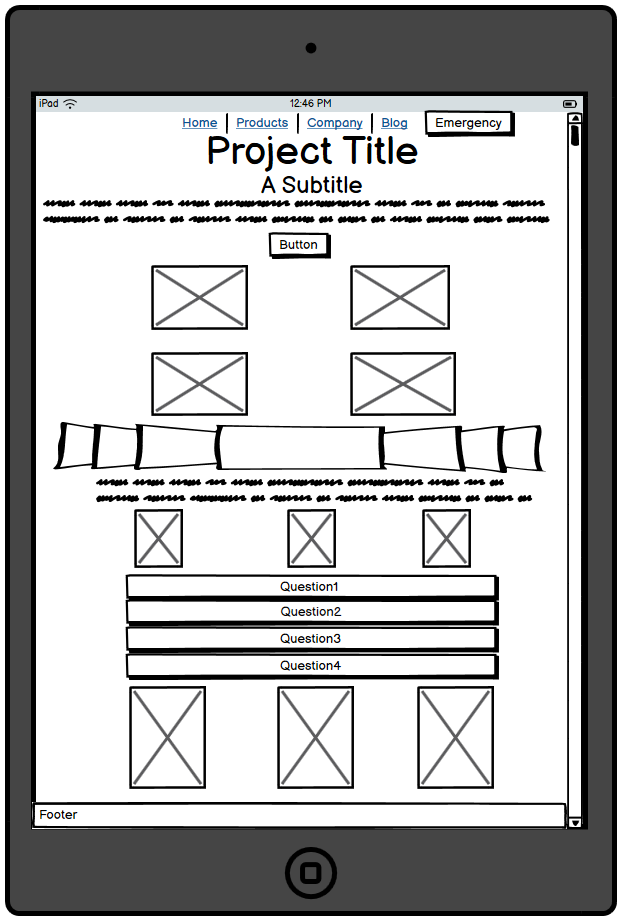 iPad 12:46 PM
Home Products Company Blog Emergency
Project Title
A Subtitle
Button
Question1
Question2
Question3
Question4
Footer